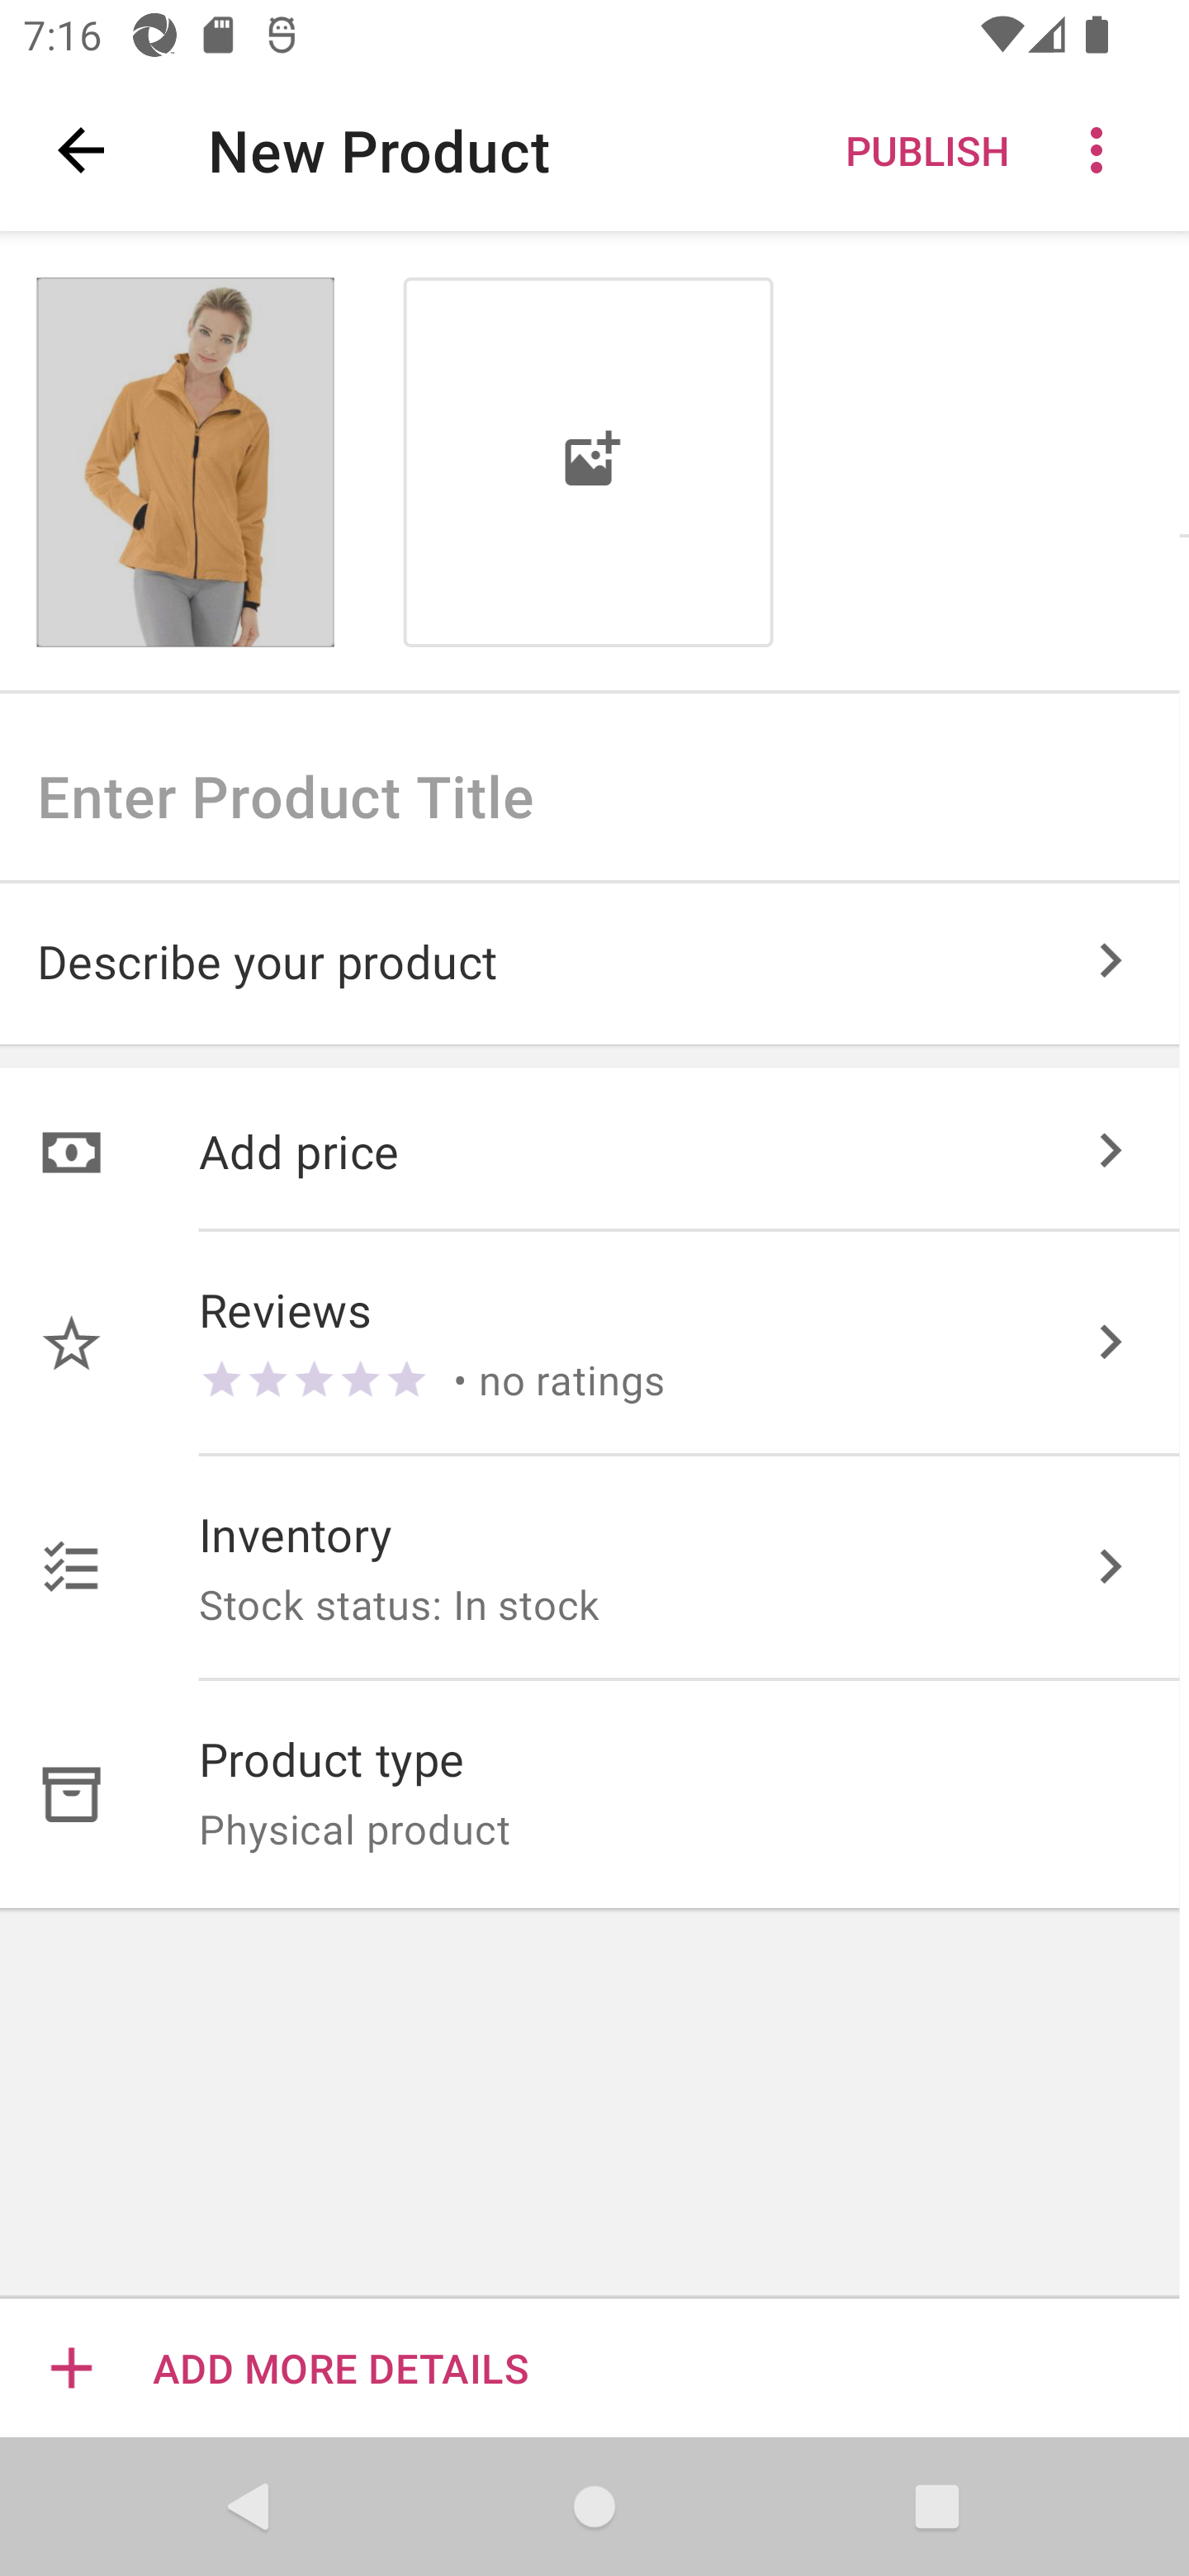 7:16
New Product
PUBLISH
Enter Product Title
Describe your product
Add price
Reviews
• no ratings
Inventory
Stock status: In stock
Product type
Physical product
ADD MORE DETAILS